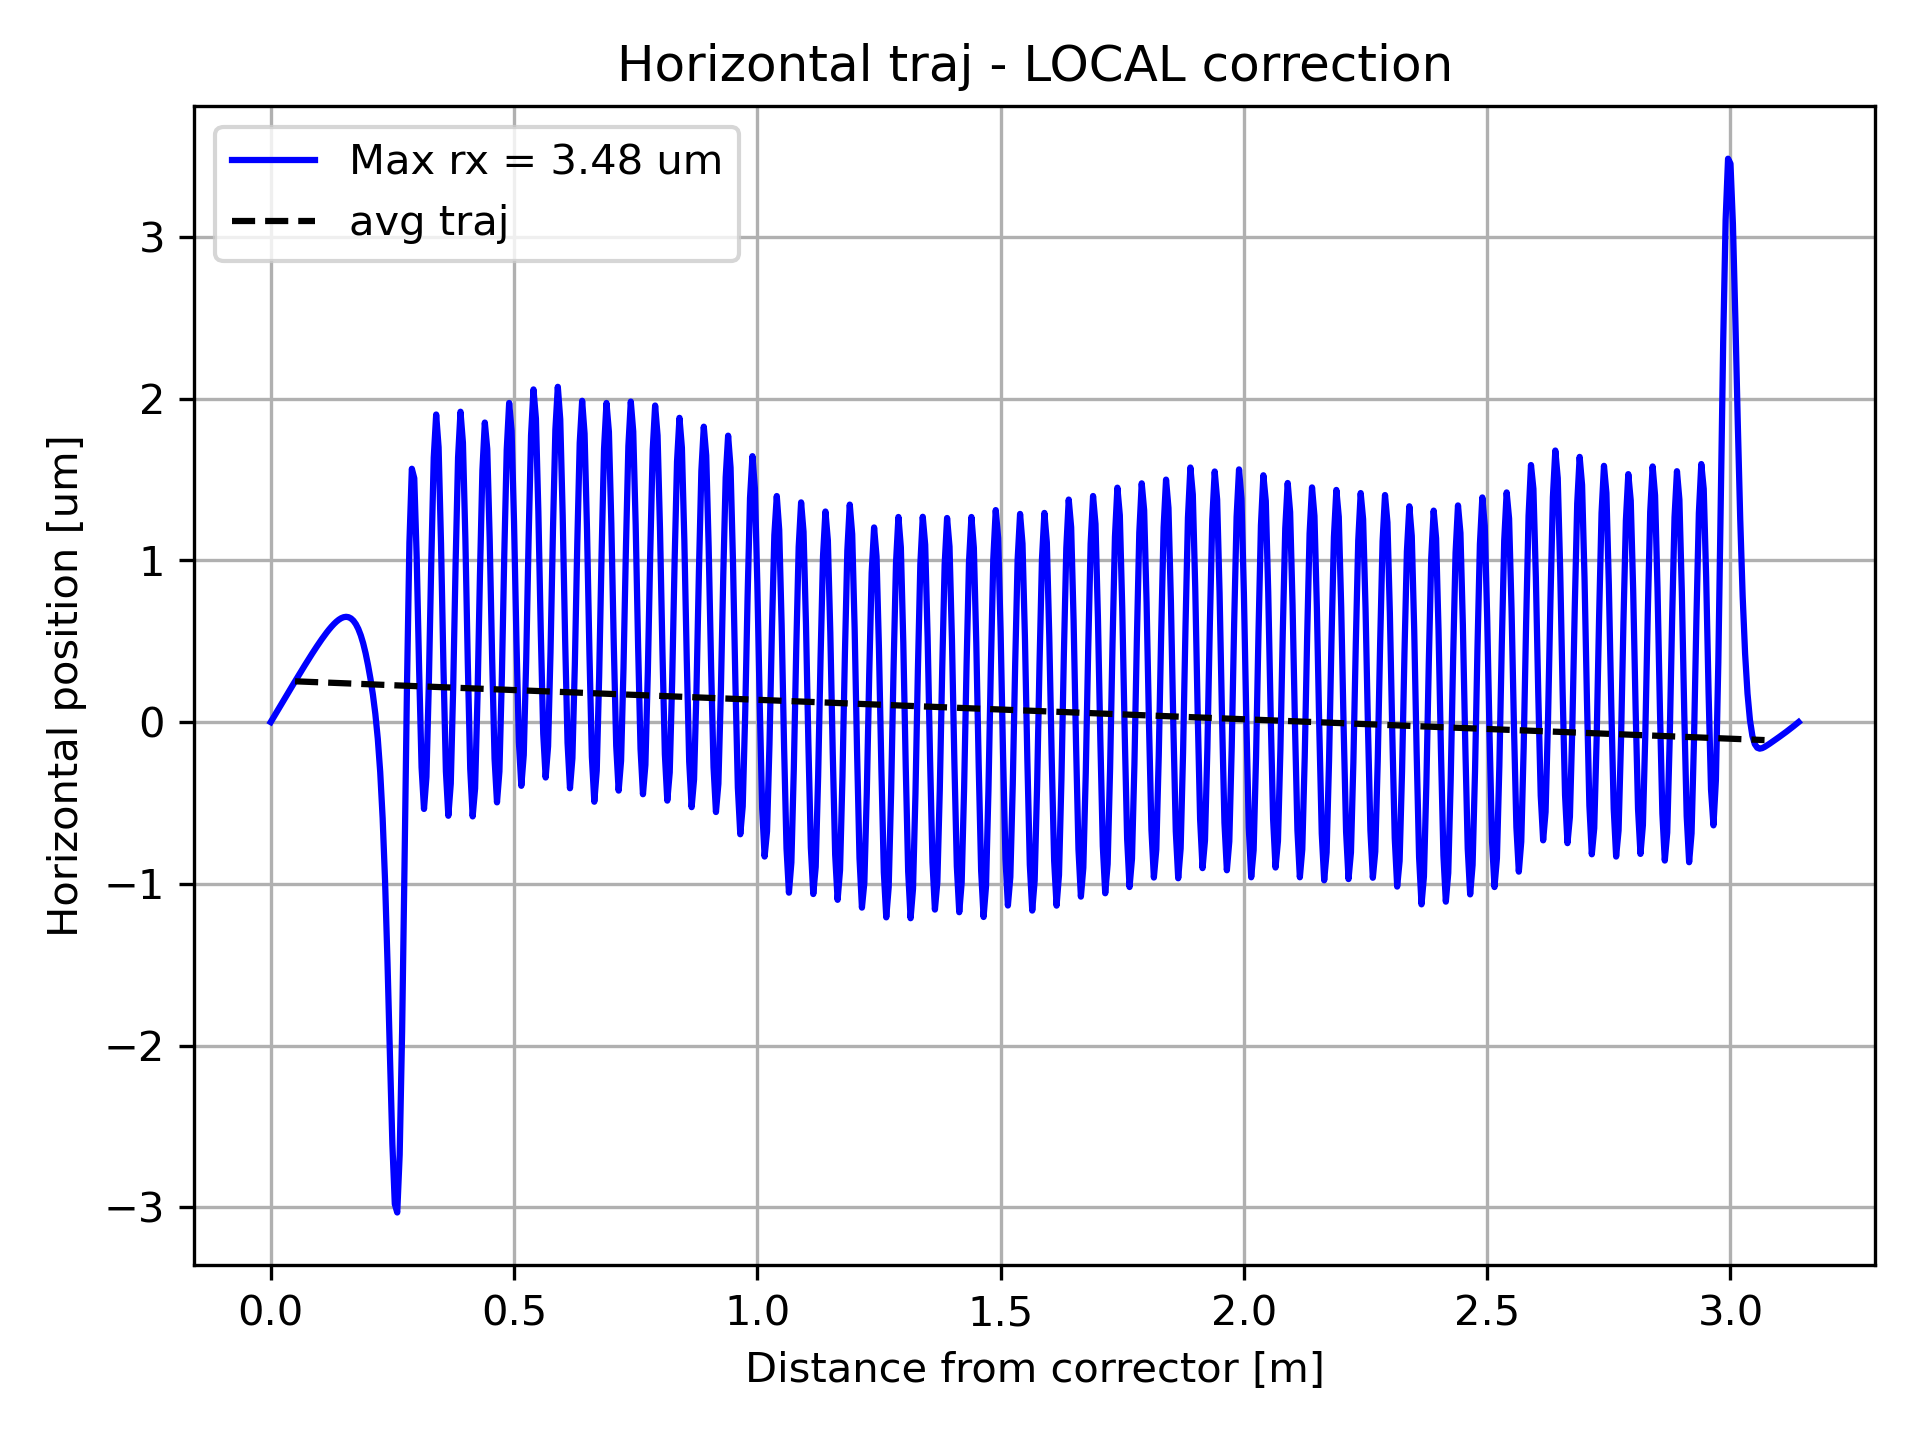 Horizontal traj - LOCAL correction
Max rx = 3.48 um
avg traj
Horizontal position [um]
3
2
1
0
−1
−2
−3
0.0 0.5 1.0 1.5 2.0 2.5 3.0
Distance from corrector [m]